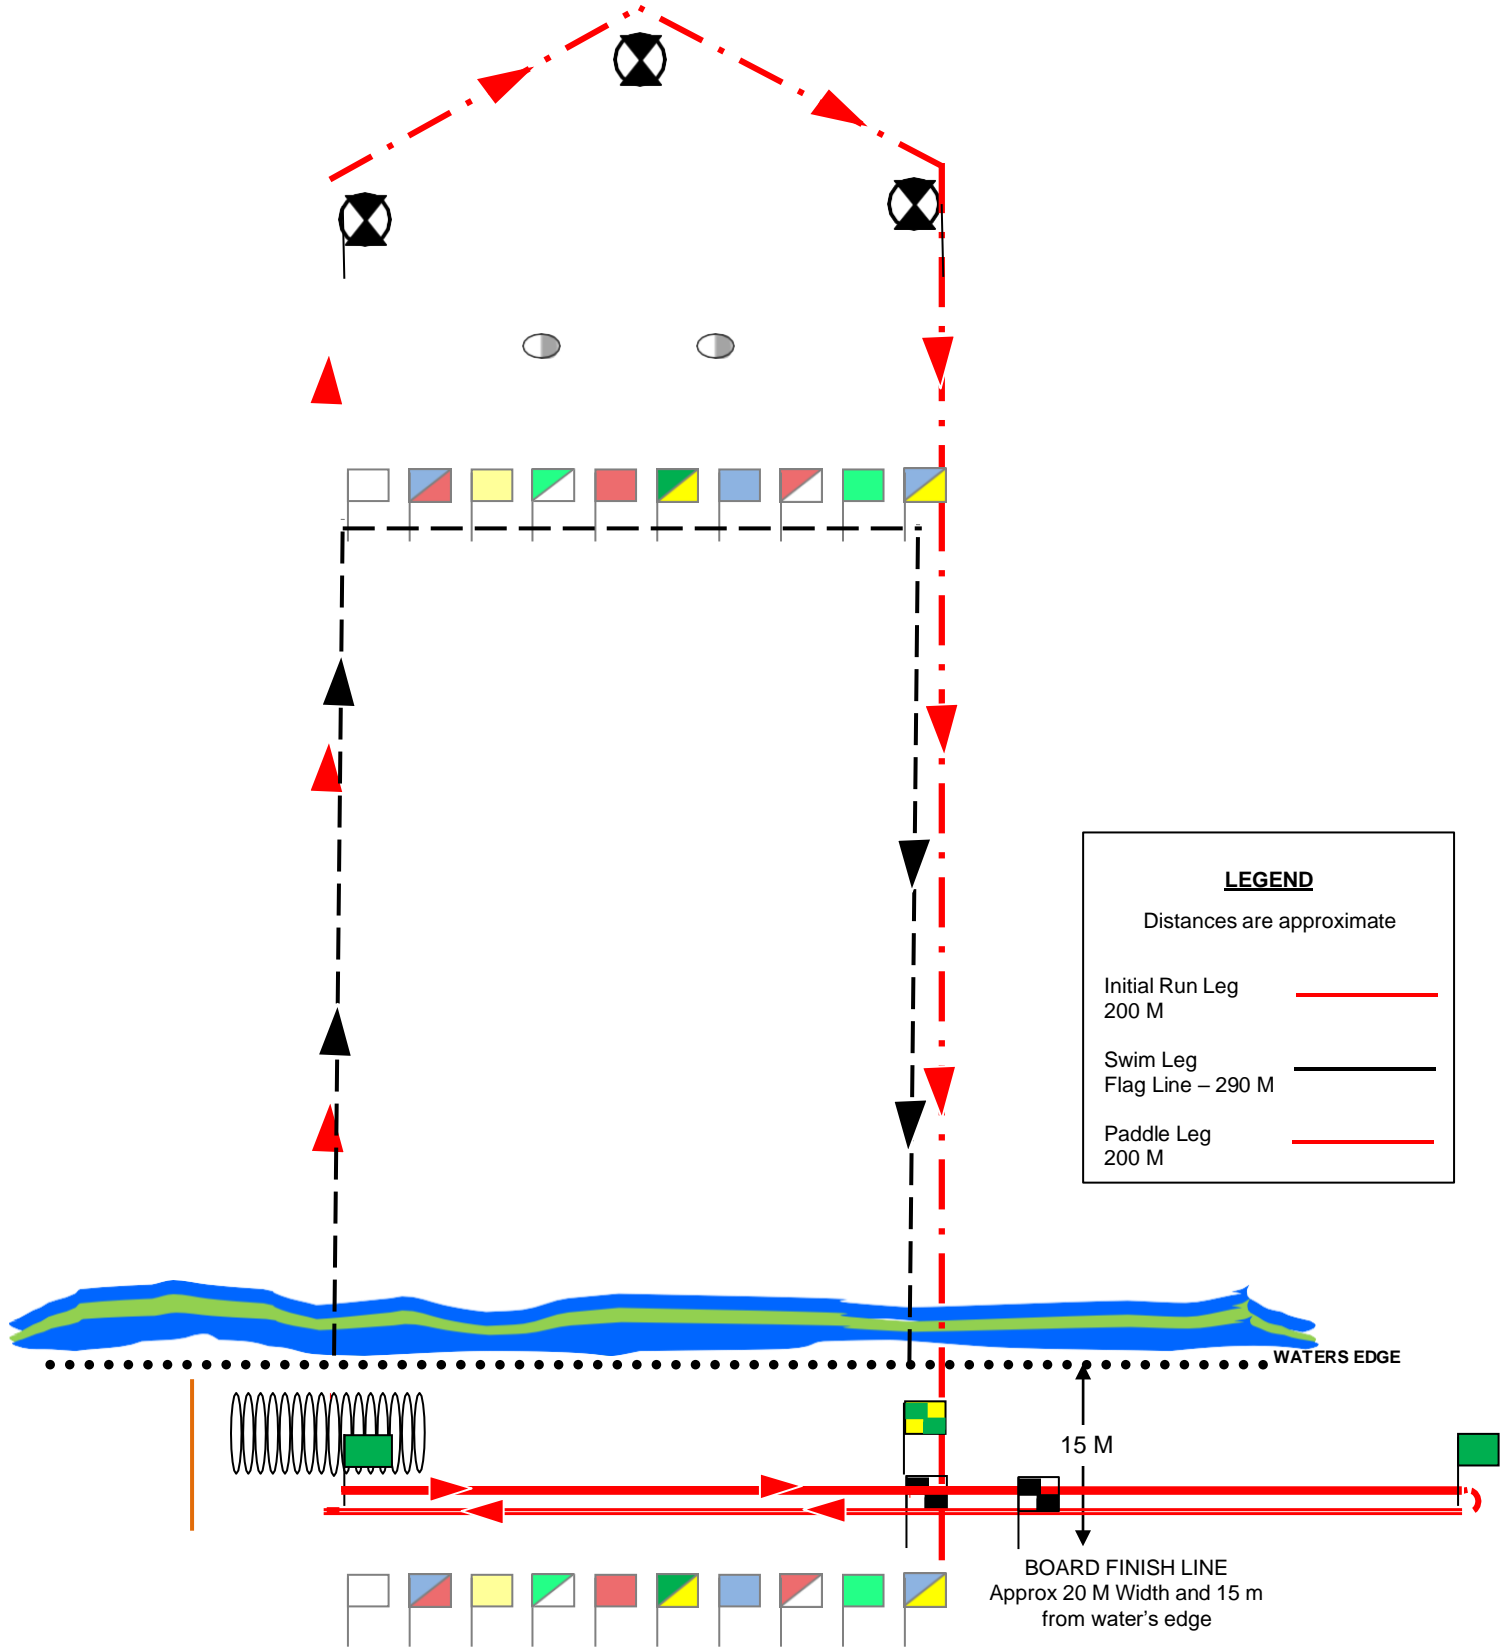 LEGEND
Distances are approximate
Initial Run Leg
200 M
Swim Leg
Flag Line – 290 M
Paddle Leg
200 M
WATERS EDGE
15 M
BOARD FINISH LINE
Approx 20 M Width and 15 m
from water's edge